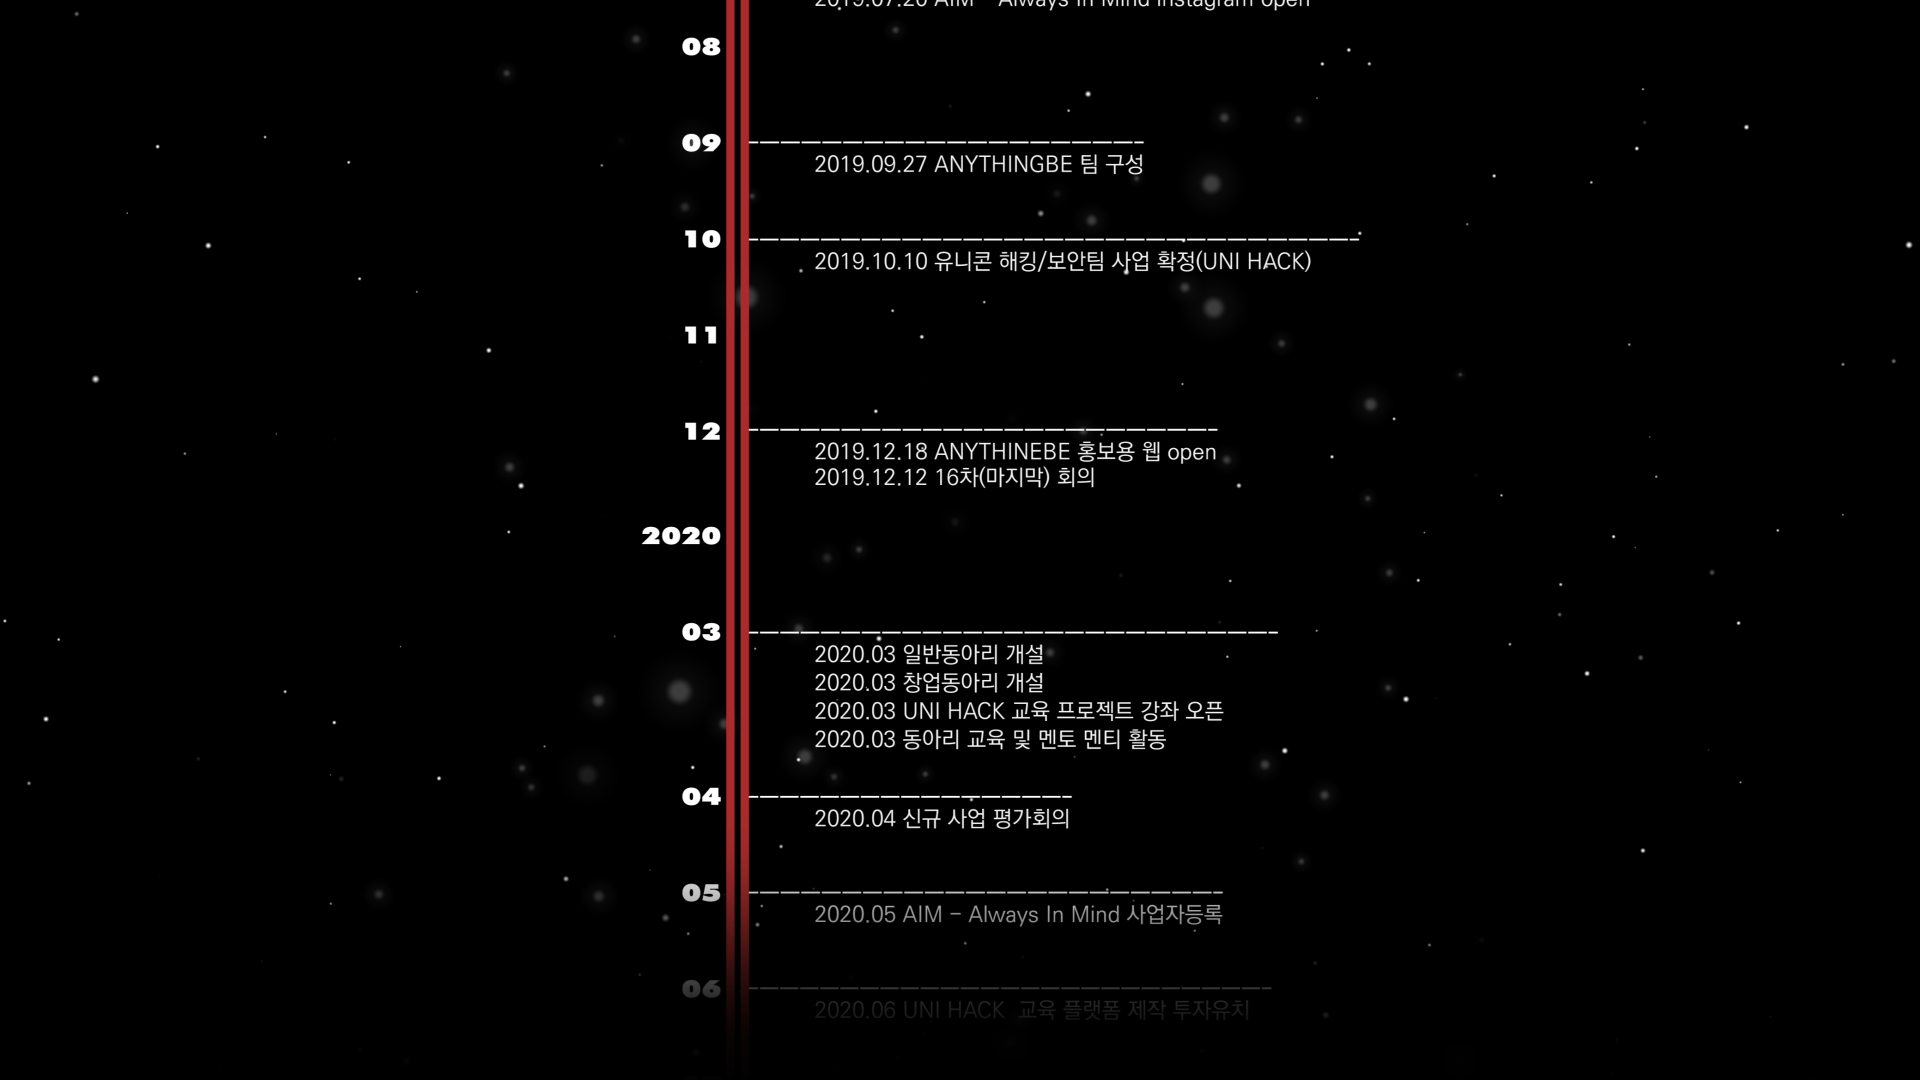 2019.07.20 AIM - Always In Mind Instagram open
08
09
2019.09.27 ANYTHINGBE 팀 구성
10
2019.10.10 유니콘 해킹/보안팀 사업 확정(UNI HACK)
11
12
2019.12.18 ANYTHINEBE 홍보용 웹 open
2019.12.12 16차(마지막) 회의
2020
03
2020.03 일반동아리 개설
2020.03 창업동아리 개설
2020.03 UNI HACK 교육 프로젝트 강좌 오픈
2020.03 동아리 교육 및 멘토 멘티 활동
04
2020.04 신규 사업 평가회의
05
2020.05 AIM - Always In Mind 사업자등록
06
2020.06 UNI HACK 교육 플랫폼 제작 투자유치